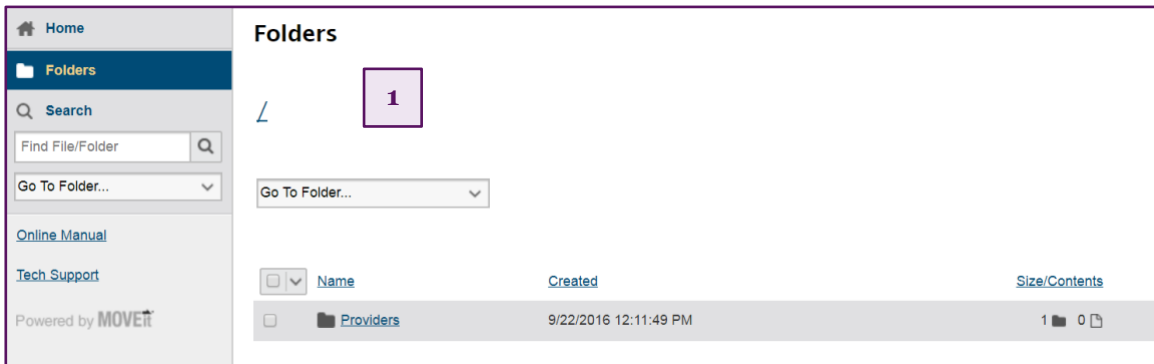 Home
Folders
Search
Find File/Folder
Go To Folder...
Online Manual
Tech Support
Powered by MOVEit
Folders
/
1
Go To Folder...
Name Created Size/Contents
Providers 9/22/2016 12:11:49 PM 1 0